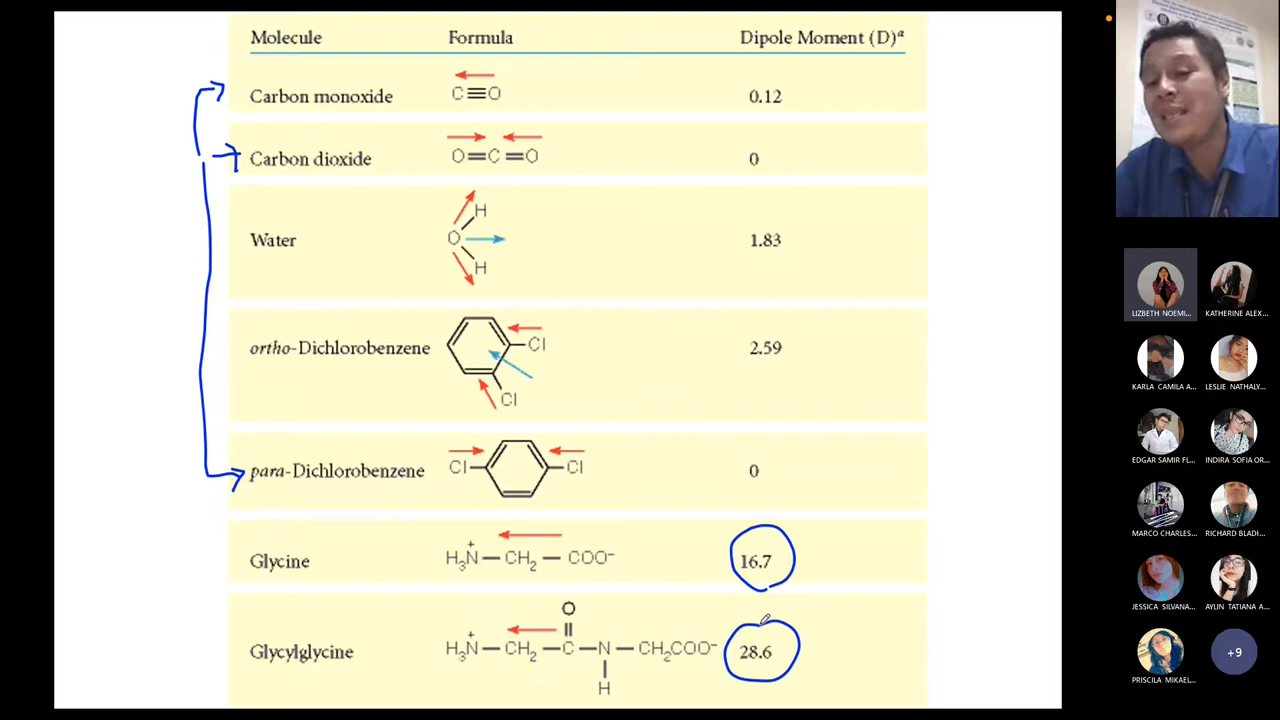 Molecule Formula Dipole Moment (D)ᵃ
Carbon monoxide C≡O 0.12
Carbon dioxide O=C=O 0
Water H O H 1.83
ortho-Dichlorobenzene Cl Cl 2.59
para-Dichlorobenzene Cl Cl 0
Glycine H₃N⁺—CH₂—COO⁻ 16.7
O
Glycylglycine H₃N⁺—CH₂—C—N—CH₂COO⁻ 28.6
H
LIZBETH NOEMI... KATHERINE ALEX...
KARLA CAMILA A... LESLIE NATHALY...
EDGAR SAMIR FL... INDIRA SOFIA OR...
MARCO CHARLES... RICHARD BLADI...
JESSICA SILVANA... AYLIN TATIANA A...
PRISCILA MIKAEL... +9